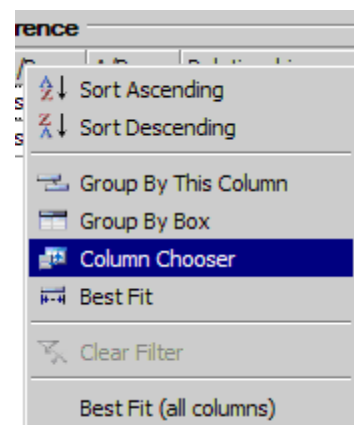 rence
Sort Ascending
Sort Descending
Group By This Column
Group By Box
Column Chooser
Best Fit
Clear Filter
Best Fit (all columns)